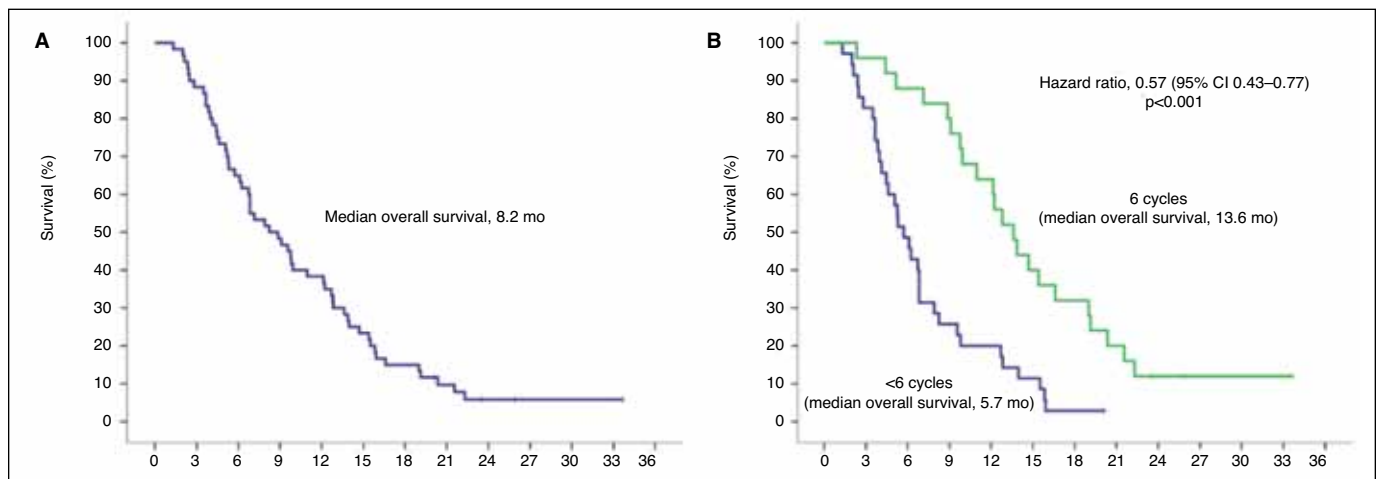 A
100
90
80
70
60
50
40
30
20
10
0
Survival (%)
Median overall survival, 8.2 mo
0 3 6 9 12 15 18 21 24 27 30 33 36
B
100
90
80
70
60
50
40
30
20
10
0
Survival (%)
Hazard ratio, 0.57 (95% CI 0.43–0.77)
p<0.001
6 cycles
(median overall survival, 13.6 mo)
<6 cycles
(median overall survival, 5.7 mo)
0 3 6 9 12 15 18 21 24 27 30 33 36